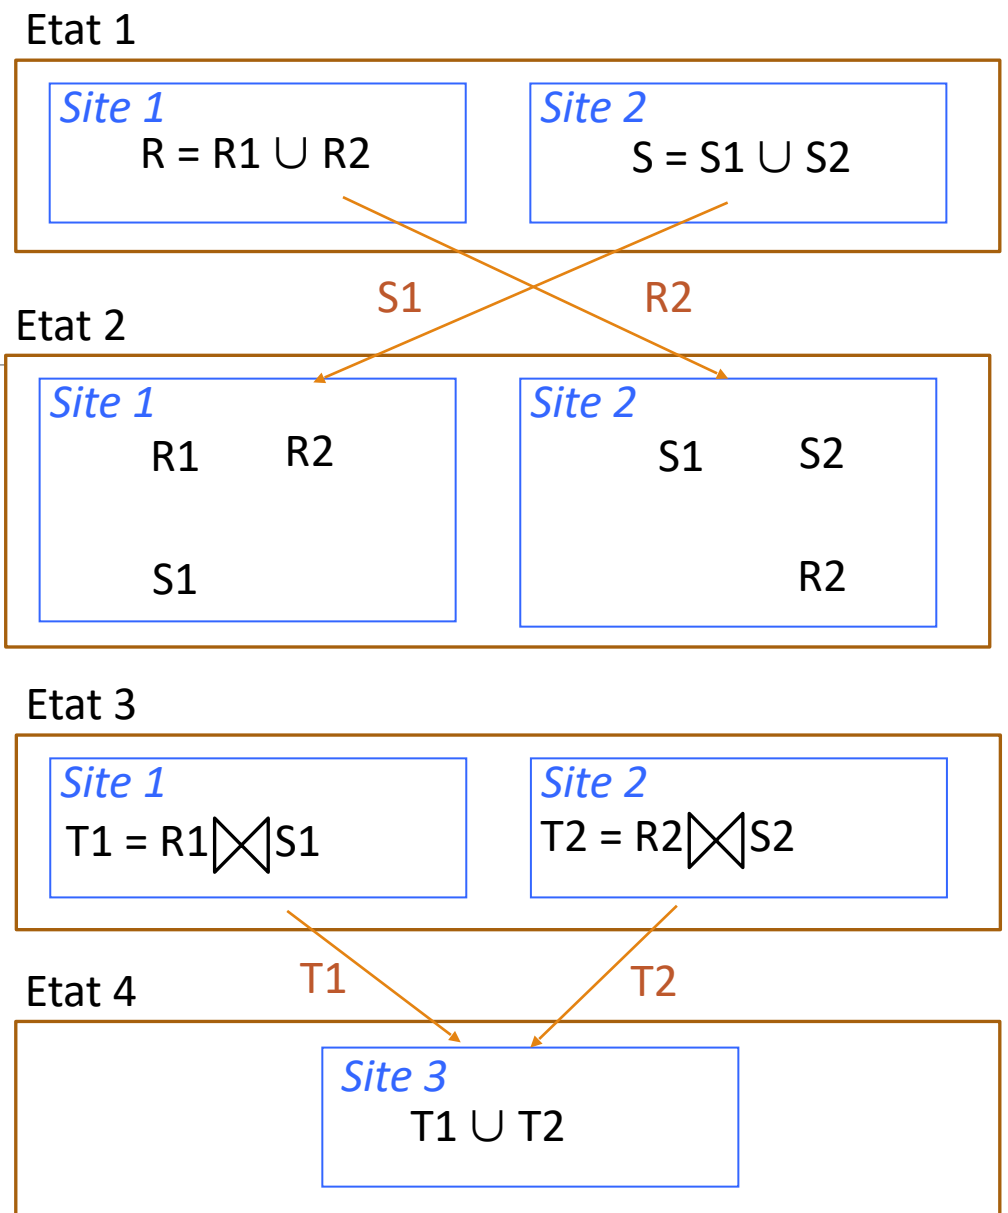 Etat 1
Site 1
R = R1 ∪ R2
Site 2
S = S1 ∪ S2
S1
R2
Etat 2
Site 1
R1 R2
S1
Site 2
S1 S2
R2
Etat 3
Site 1
T1 = R1⋈S1
Site 2
T2 = R2⋈S2
T1
T2
Etat 4
Site 3
T1 ∪ T2